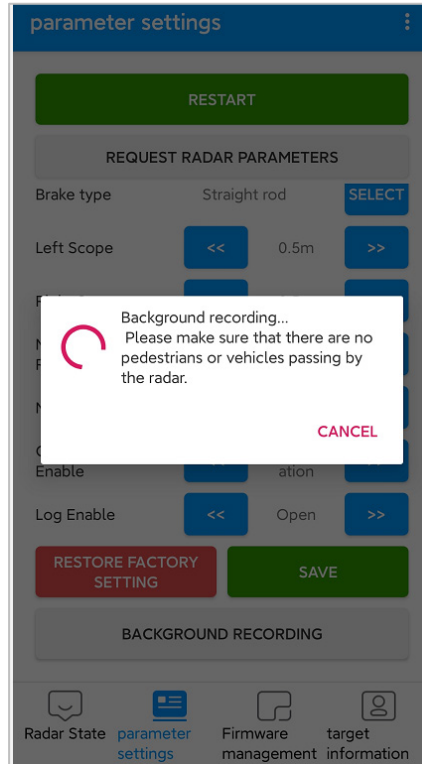 parameter settings
RESTART
REQUEST RADAR PARAMETERS
Brake type Straight rod SELECT
Left Scope << 0.5m >>
Background recording...
Please make sure that there are no
pedestrians or vehicles passing by
the radar.
CANCEL
Enable ation
Log Enable << Open >>
RESTORE FACTORY
SETTING
SAVE
BACKGROUND RECORDING
Radar State
parameter
settings
Firmware
management
target
information